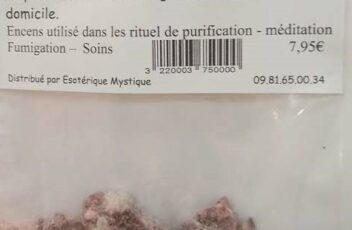 domicile.
Encens utilisé dans les rituel de purification - méditation
Fumigation – Soins 7,95€
3 220003 750000
Distribué par Esotérique Mystique 09.81.65.00.34